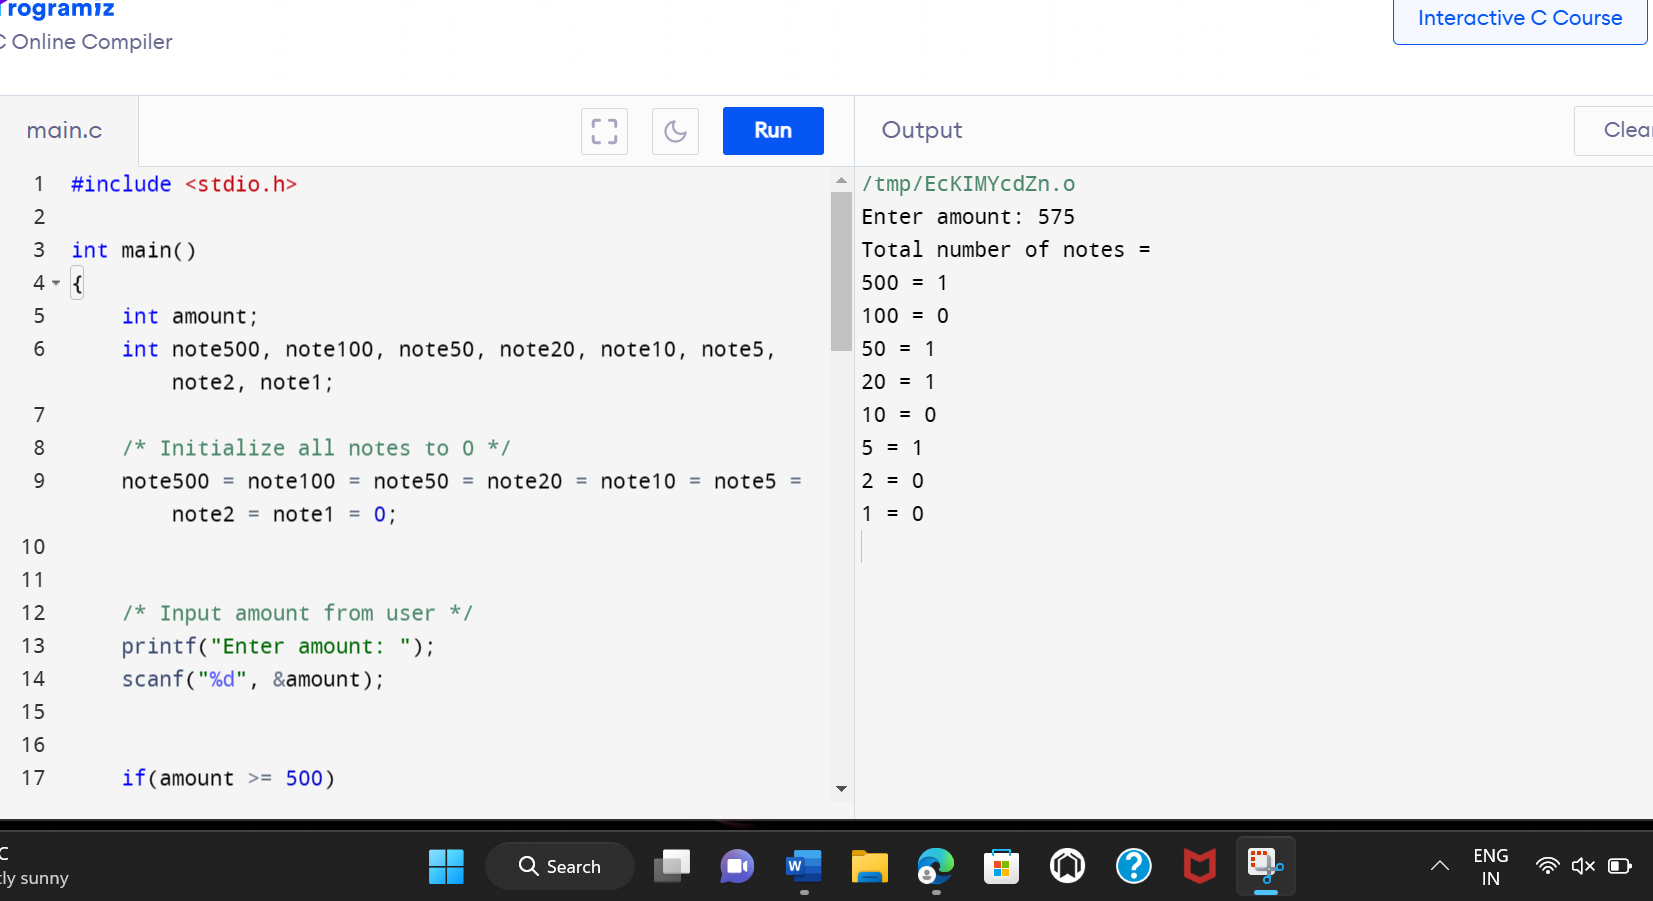 Programiz
C Online Compiler
Interactive C Course
main.c
Run
Output
1 #include <stdio.h>
2
3 int main()
4 {
5 int amount;
6 int note500, note100, note50, note20, note10, note5,
note2, note1;
7
8 /* Initialize all notes to 0 */
9 note500 = note100 = note50 = note20 = note10 = note5 =
note2 = note1 = 0;
10
11
12 /* Input amount from user */
13 printf("Enter amount: ");
14 scanf("%d", &amount);
15
16
17 if(amount >= 500)
/tmp/EcKIMYcdZn.o
Enter amount: 575
Total number of notes =
500 = 1
100 = 0
50 = 1
20 = 1
10 = 0
5 = 1
2 = 0
1 = 0
C
sunny
Search
W
ENG
IN